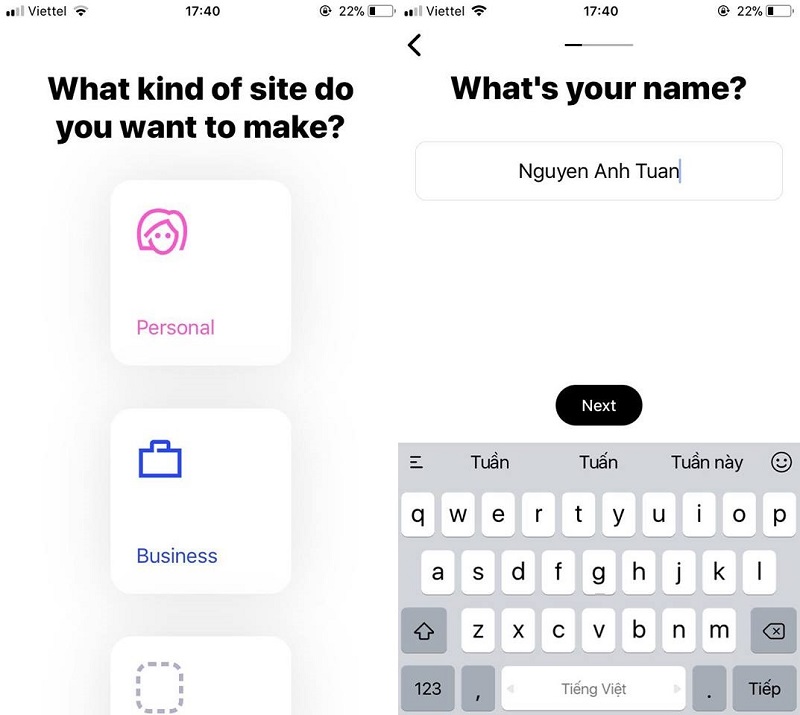 Viettel 17:40 22%
What kind of site do
you want to make?
Personal
Business
Viettel 17:40 22%
What's your name?
Nguyen Anh Tuan
Next
Tuần Tuấn Tuần này
q w e r t y u i o p
a s d f g h j k l
z x c v b n m
123 , Tiếng Việt . Tiếp